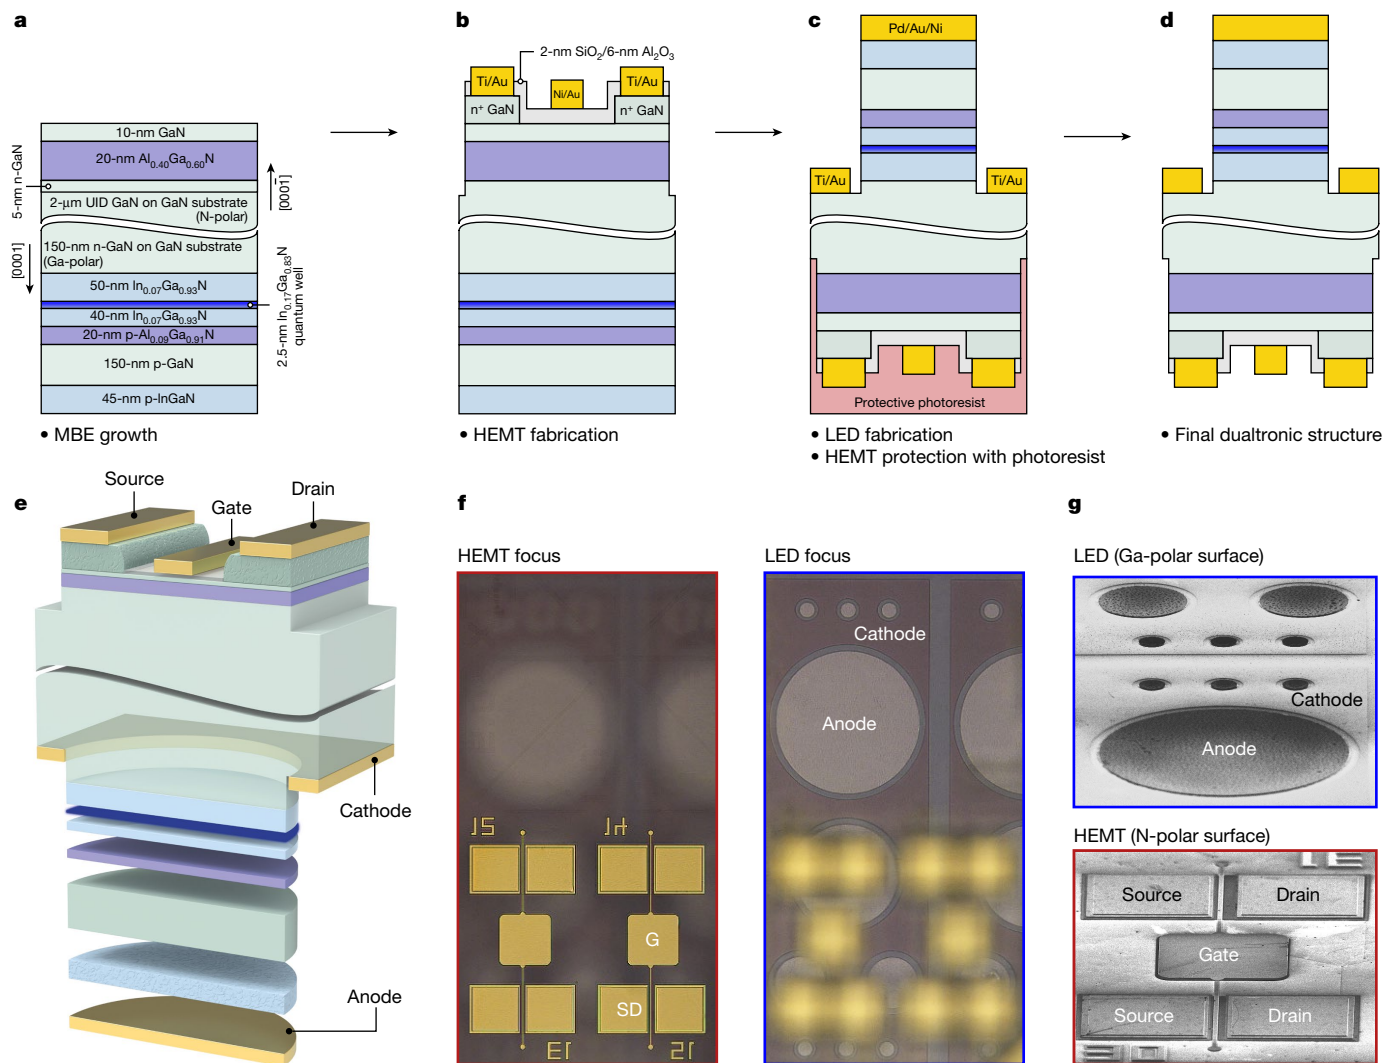 a
10-nm GaN
20-nm Al0.40Ga0.60N
5-nm n-GaN
2-μm UID GaN on GaN substrate
(N-polar)
[0001̄]
[0001]
150-nm n-GaN on GaN substrate
(Ga-polar)
50-nm In0.07Ga0.93N
2.5-nm In0.17Ga0.83N
quantum well
40-nm In0.07Ga0.93N
20-nm p-Al0.09Ga0.91N
150-nm p-GaN
45-nm p-InGaN
• MBE growth
b
2-nm SiO2/6-nm Al2O3
Ti/Au
Ni/Au
Ti/Au
n+ GaN
n+ GaN
• HEMT fabrication
c
Pd/Au/Ni
Ti/Au
Ti/Au
Protective photoresist
• LED fabrication
• HEMT protection with photoresist
d
• Final dualtronic structure
e
Source
Drain
Gate
Cathode
Anode
f
HEMT focus
G
SD
LED focus
Cathode
Anode
g
LED (Ga-polar surface)
Cathode
Anode
HEMT (N-polar surface)
Source
Drain
Gate
Source
Drain